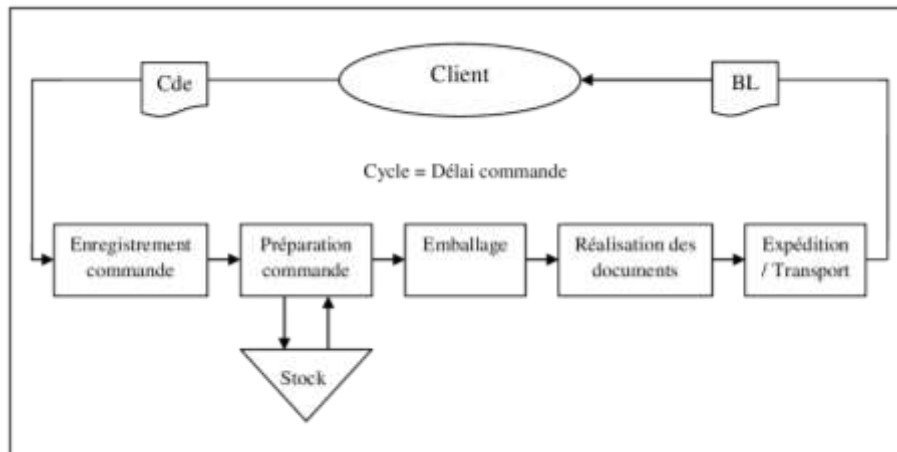 Cde
Client
BL
Cycle = Délai commande
Enregistrement
commande
Préparation
commande
Emballage
Réalisation des
documents
Expédition
/ Transport
Stock